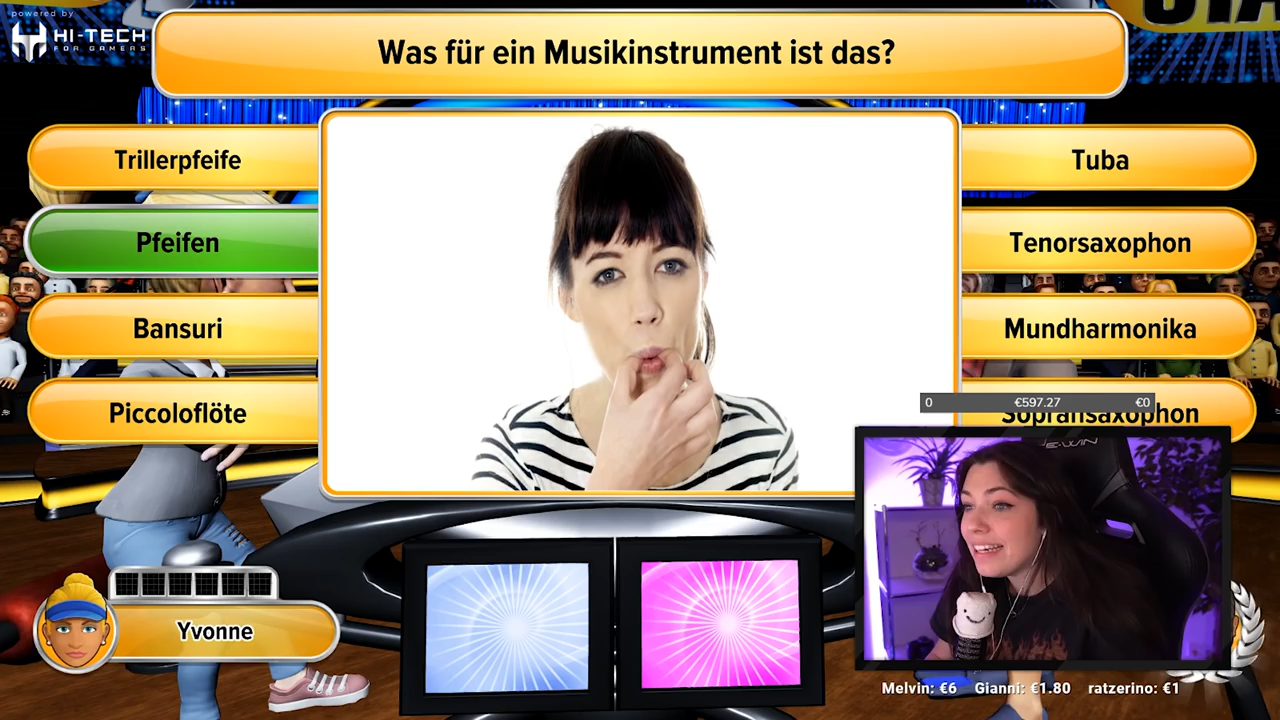 powered by
HI-TECH
FOR GAMERS
Was für ein Musikinstrument ist das?
Trillerpfeife
Pfeifen
Bansuri
Piccoloflöte
Tuba
Tenorsaxophon
Mundharmonika
0 €597.27 €0
Sopransaxophon
Yvonne
Melvin: €6 Gianni: €1.80 ratzerino: €1